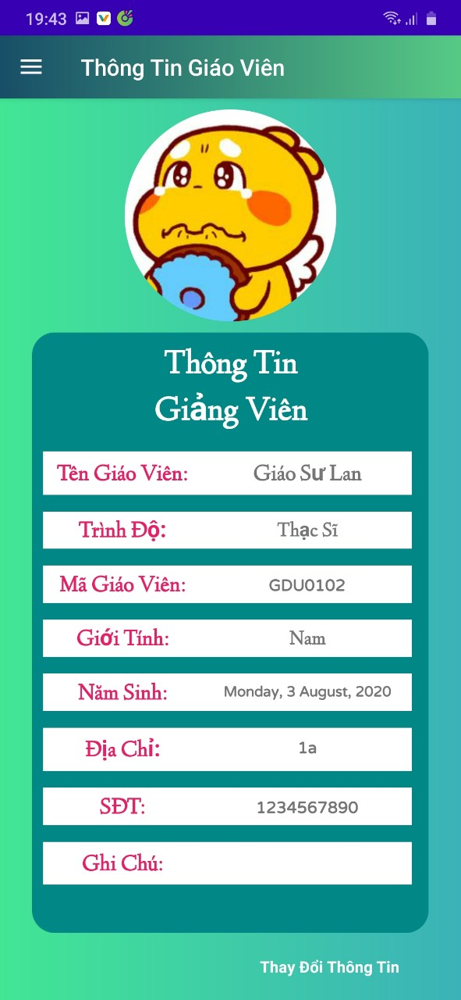 19:43
Thông Tin Giáo Viên
Thông Tin
Giảng Viên
Tên Giáo Viên: Giáo Sư Lan
Trình Độ: Thạc Sĩ
Mã Giáo Viên: GDU0102
Giới Tính: Nam
Năm Sinh: Monday, 3 August, 2020
Địa Chỉ: 1a
SĐT: 1234567890
Ghi Chú:
Thay Đổi Thông Tin